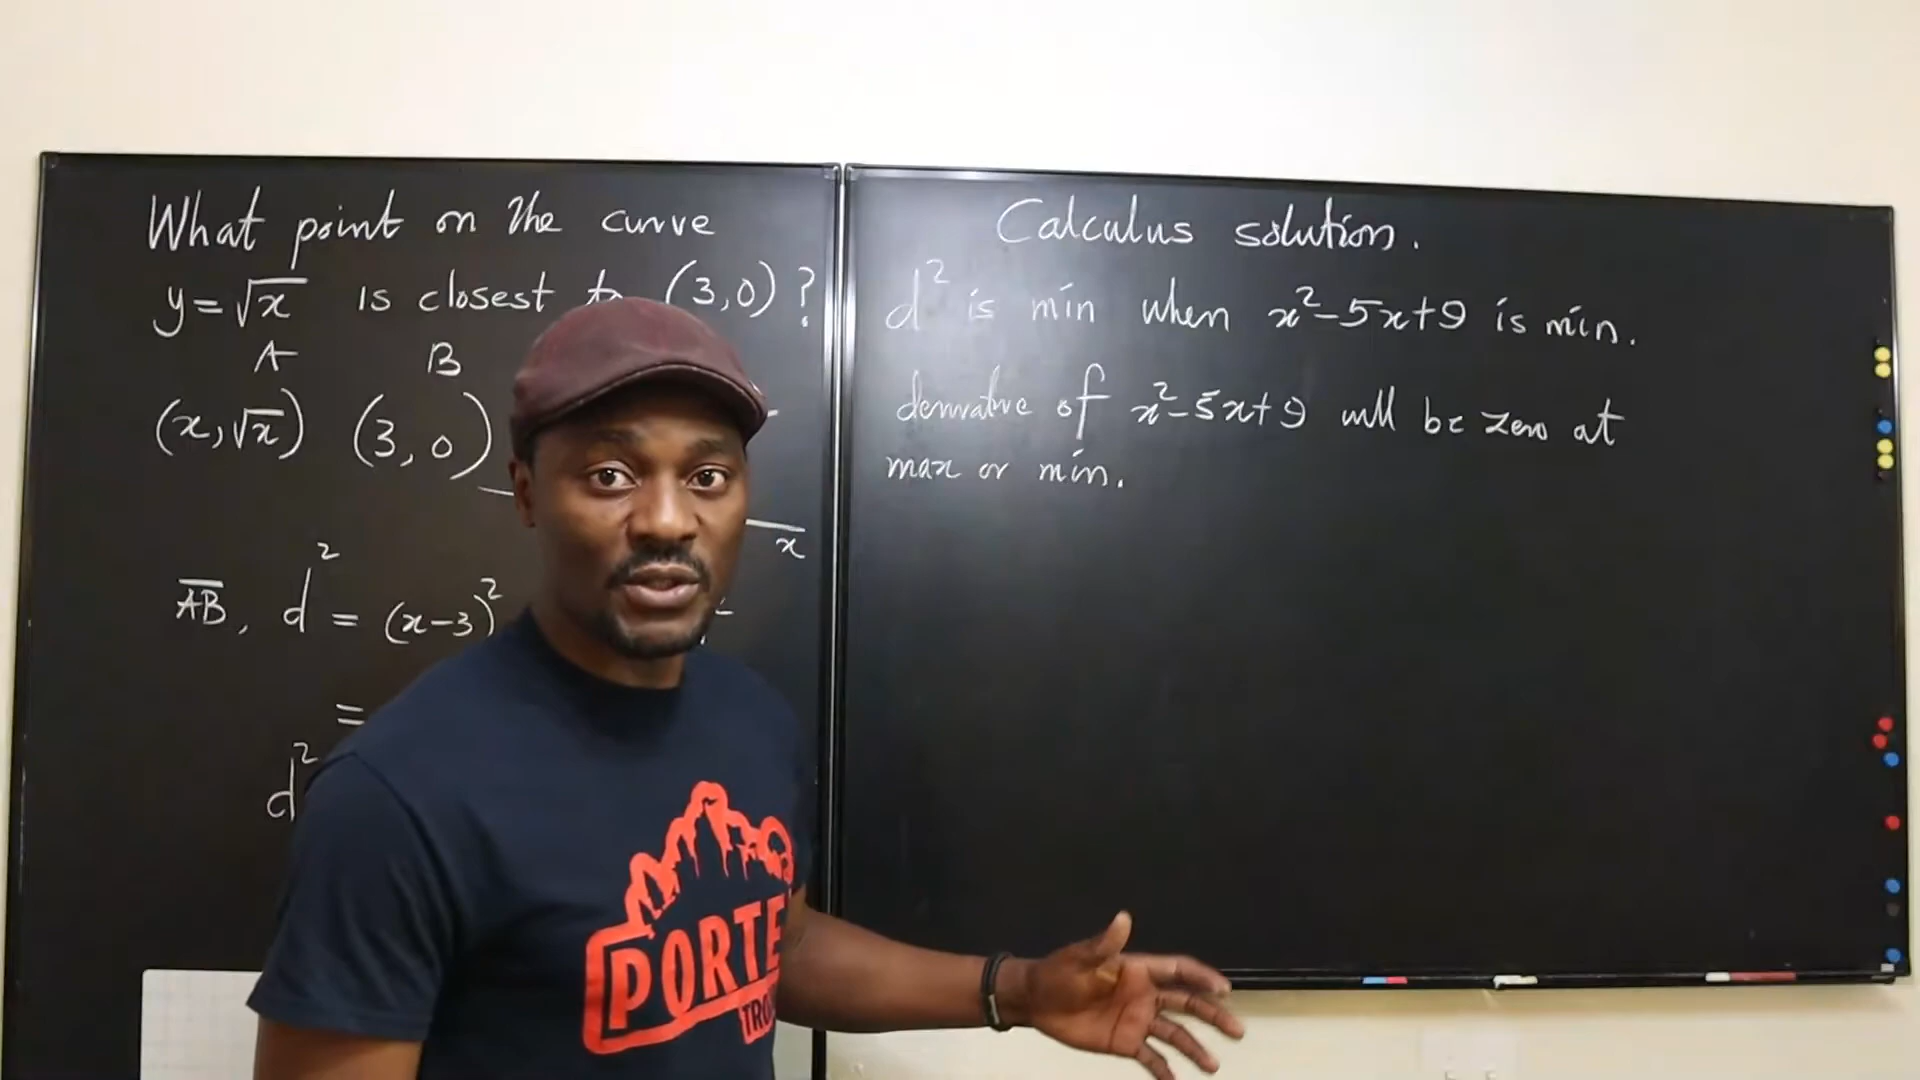 What point on the curve
y=√x is closest to (3,0)?
A B
(x,√x) (3,0)
x
AB, d² = (x-3)²
=
d²
Calculus solution.
d² is min when x²-5x+9 is min.
derivative of x²-5x+9 will be zero at
max or min.
PORTE
TRO